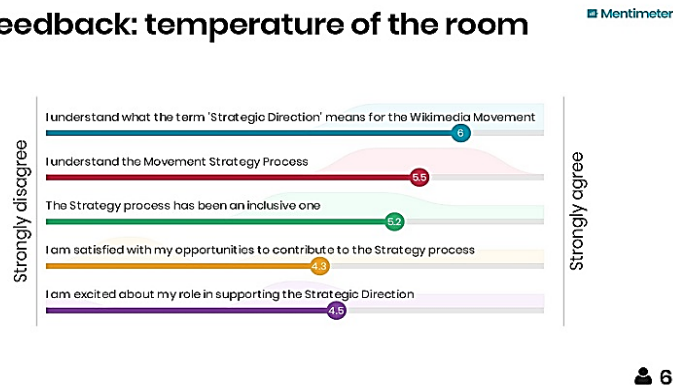 eedback: temperature of the room
Mentimeter
I understand what the term 'Strategic Direction' means for the Wikimedia Movement
6
I understand the Movement Strategy Process
5.5
The Strategy process has been an inclusive one
5.2
I am satisfied with my opportunities to contribute to the Strategy process
4.3
I am excited about my role in supporting the Strategic Direction
4.5
Strongly disagree
Strongly agree
6